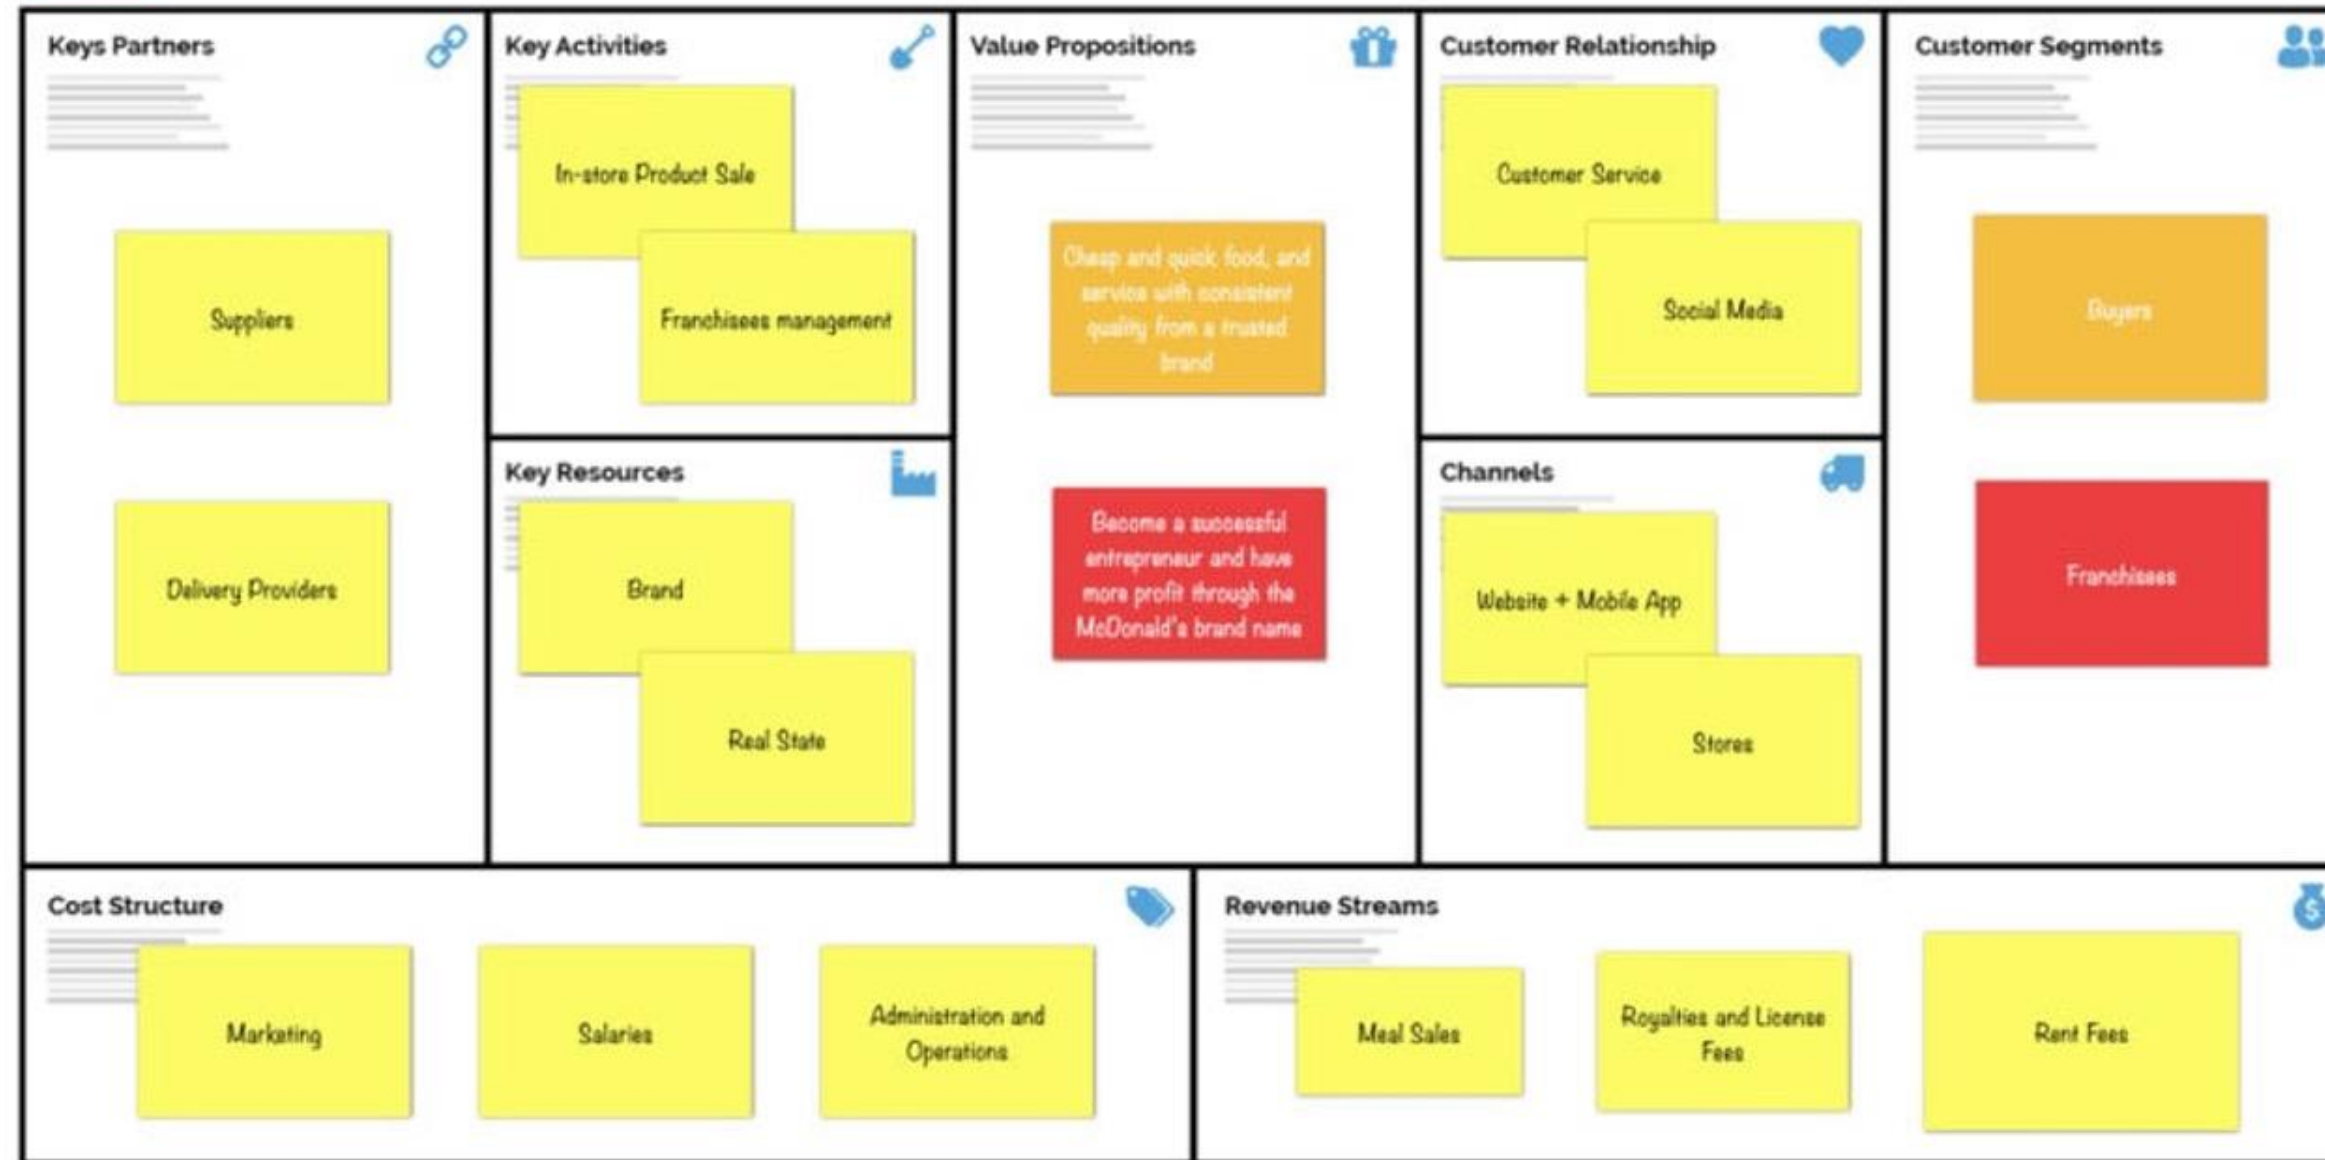 Keys Partners
Suppliers
Delivery Providers
Key Activities
In-store Product Sale
Franchisees management
Key Resources
Brand
Real State
Value Propositions
Cheap and quick food, and
service with consistent
quality from a trusted
brand
Become a successful
entrepreneur and have
more profit through the
McDonald's brand name
Customer Relationship
Customer Service
Social Media
Channels
Website + Mobile App
Stores
Customer Segments
Buyers
Franchisees
Cost Structure
Marketing
Salaries
Administration and
Operations
Revenue Streams
Meal Sales
Royalties and License
Fees
Rent Fees
$